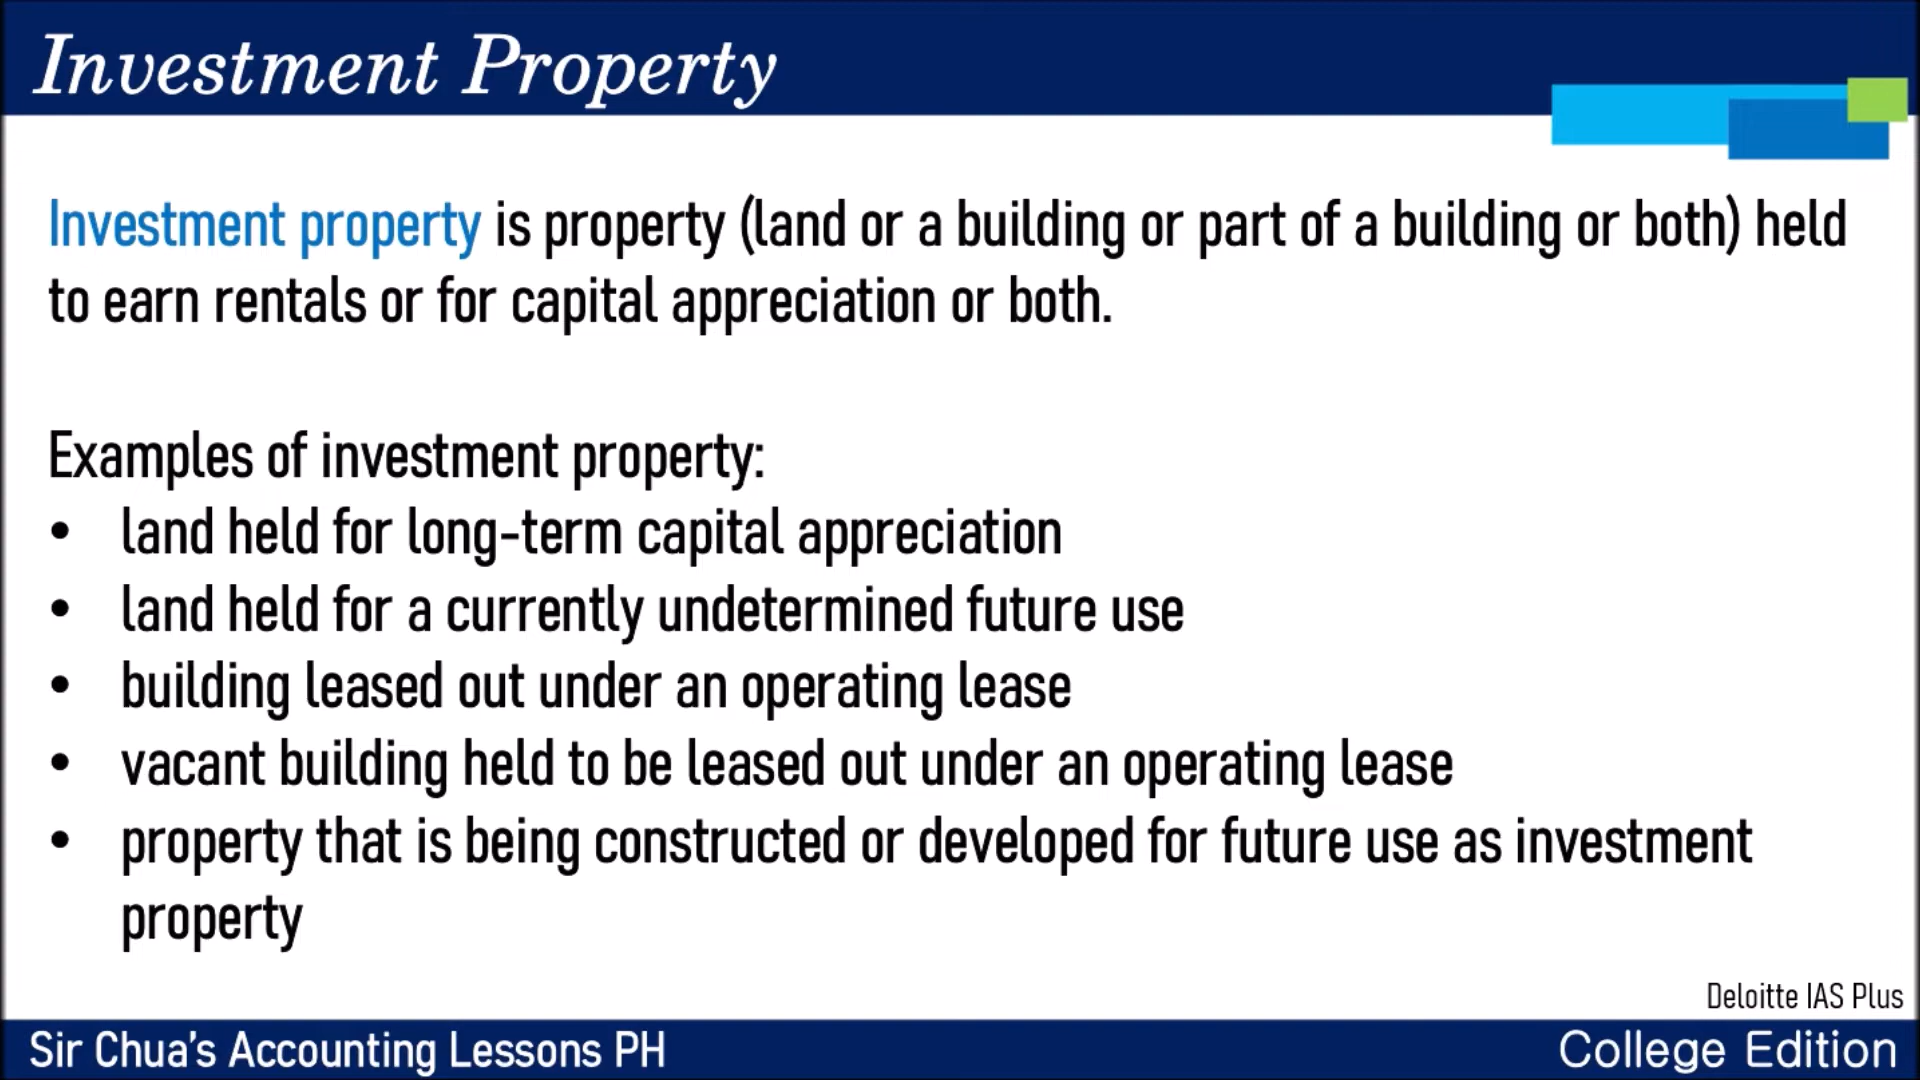 Investment Property
Investment property is property (land or a building or part of a building or both) held
to earn rentals or for capital appreciation or both.
Examples of investment property:
• land held for long-term capital appreciation
• land held for a currently undetermined future use
• building leased out under an operating lease
• vacant building held to be leased out under an operating lease
• property that is being constructed or developed for future use as investment
property
Deloitte IAS Plus
Sir Chua's Accounting Lessons PH
College Edition